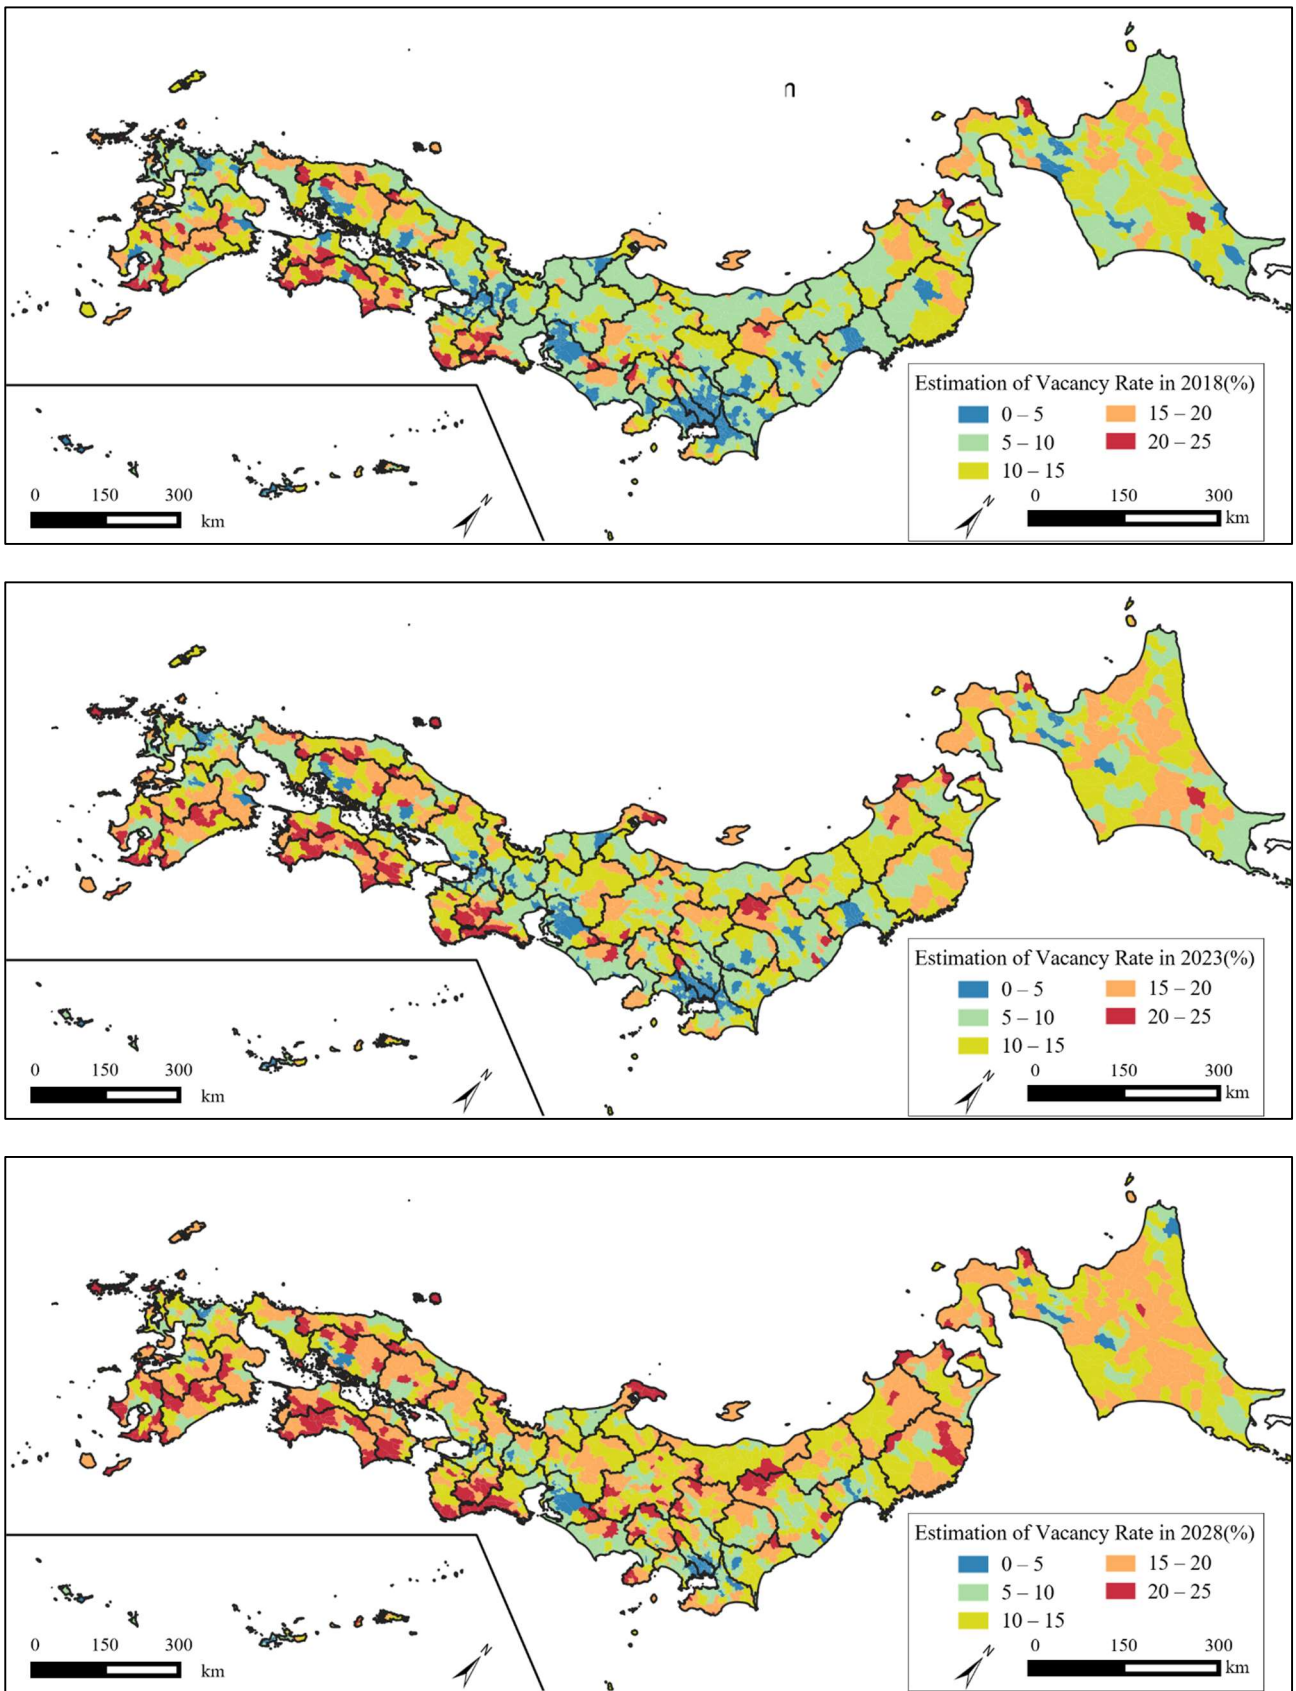 n
Estimation of Vacancy Rate in 2018(%)
0 – 5 15 – 20
5 – 10 20 – 25
10 – 15
0 150 300
km
N
0 150 300
km
N
Estimation of Vacancy Rate in 2023(%)
0 – 5 15 – 20
5 – 10 20 – 25
10 – 15
0 150 300
km
N
0 150 300
km
N
Estimation of Vacancy Rate in 2028(%)
0 – 5 15 – 20
5 – 10 20 – 25
10 – 15
0 150 300
km
N
0 150 300
km
N